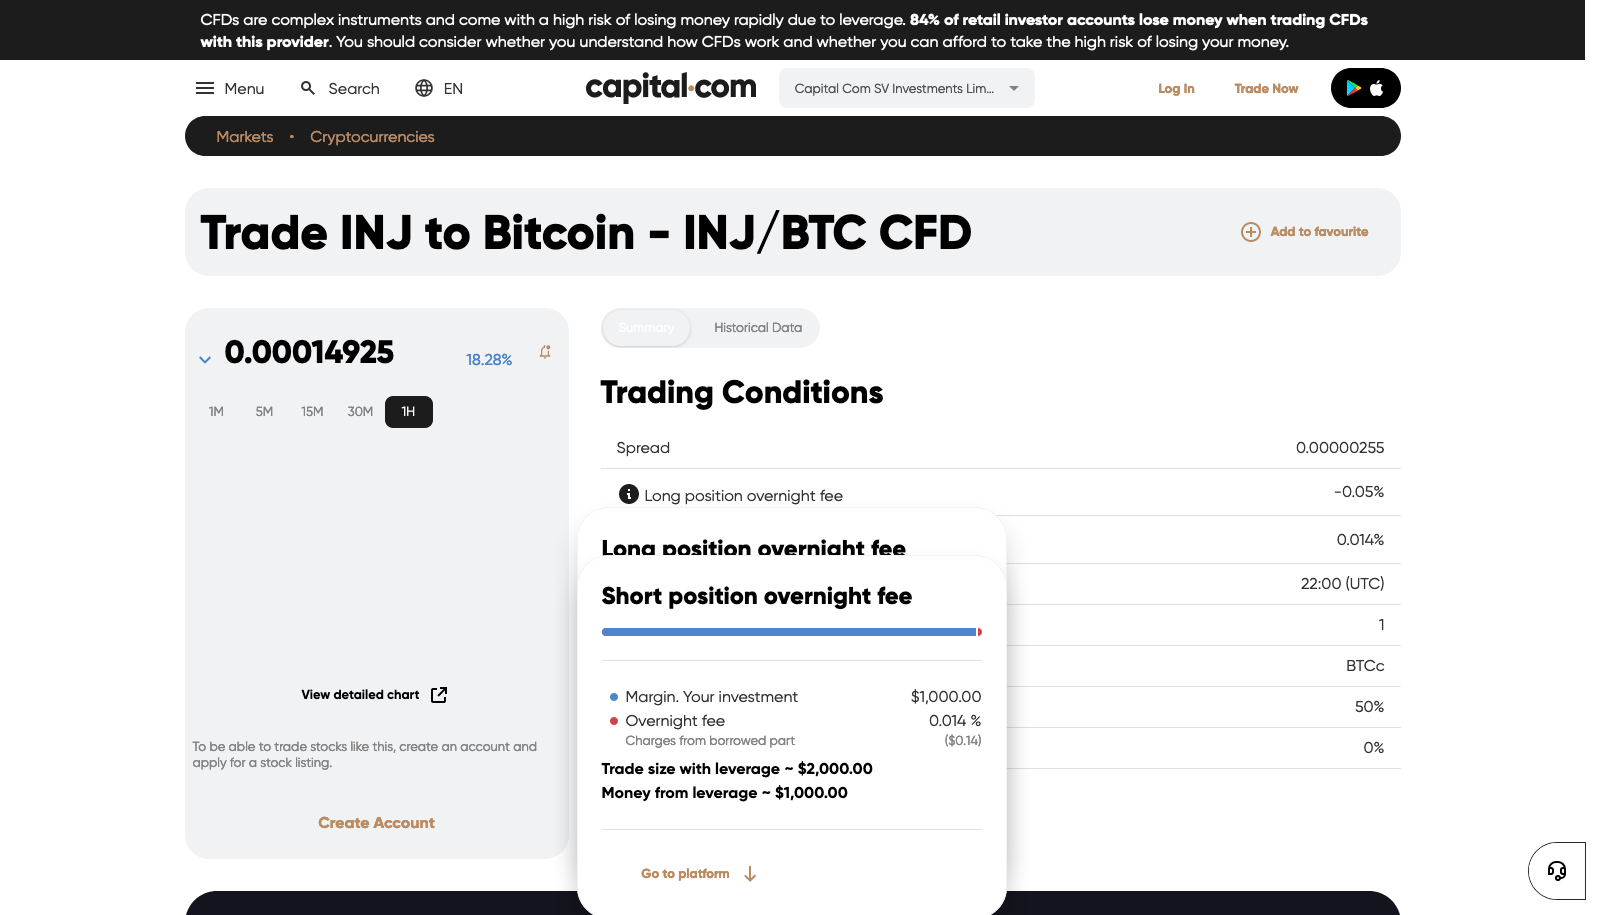 CFDs are complex instruments and come with a high risk of losing money rapidly due to leverage. 84% of retail investor accounts lose money when trading CFDs
with this provider. You should consider whether you understand how CFDs work and whether you can afford to take the high risk of losing your money.
Menu Search EN capital.com Capital Com SV Investments Lim... Log In Trade Now
Markets • Cryptocurrencies
Trade INJ to Bitcoin - INJ/BTC CFD
Add to favourite
0.00014925
18.28%
1M 5M 15M 30M 1H
View detailed chart
To be able to trade stocks like this, create an account and
apply for a stock listing.
Create Account
Summary Historical Data
Trading Conditions
Spread 0.00000255
Long position overnight fee -0.05%
0.014%
22:00 (UTC)
1
BTCc
50%
0%
Long position overnight fee
Short position overnight fee
Margin. Your investment $1,000.00
Overnight fee 0.014 %
Charges from borrowed part ($0.14)
Trade size with leverage ~ $2,000.00
Money from leverage ~ $1,000.00
Go to platform